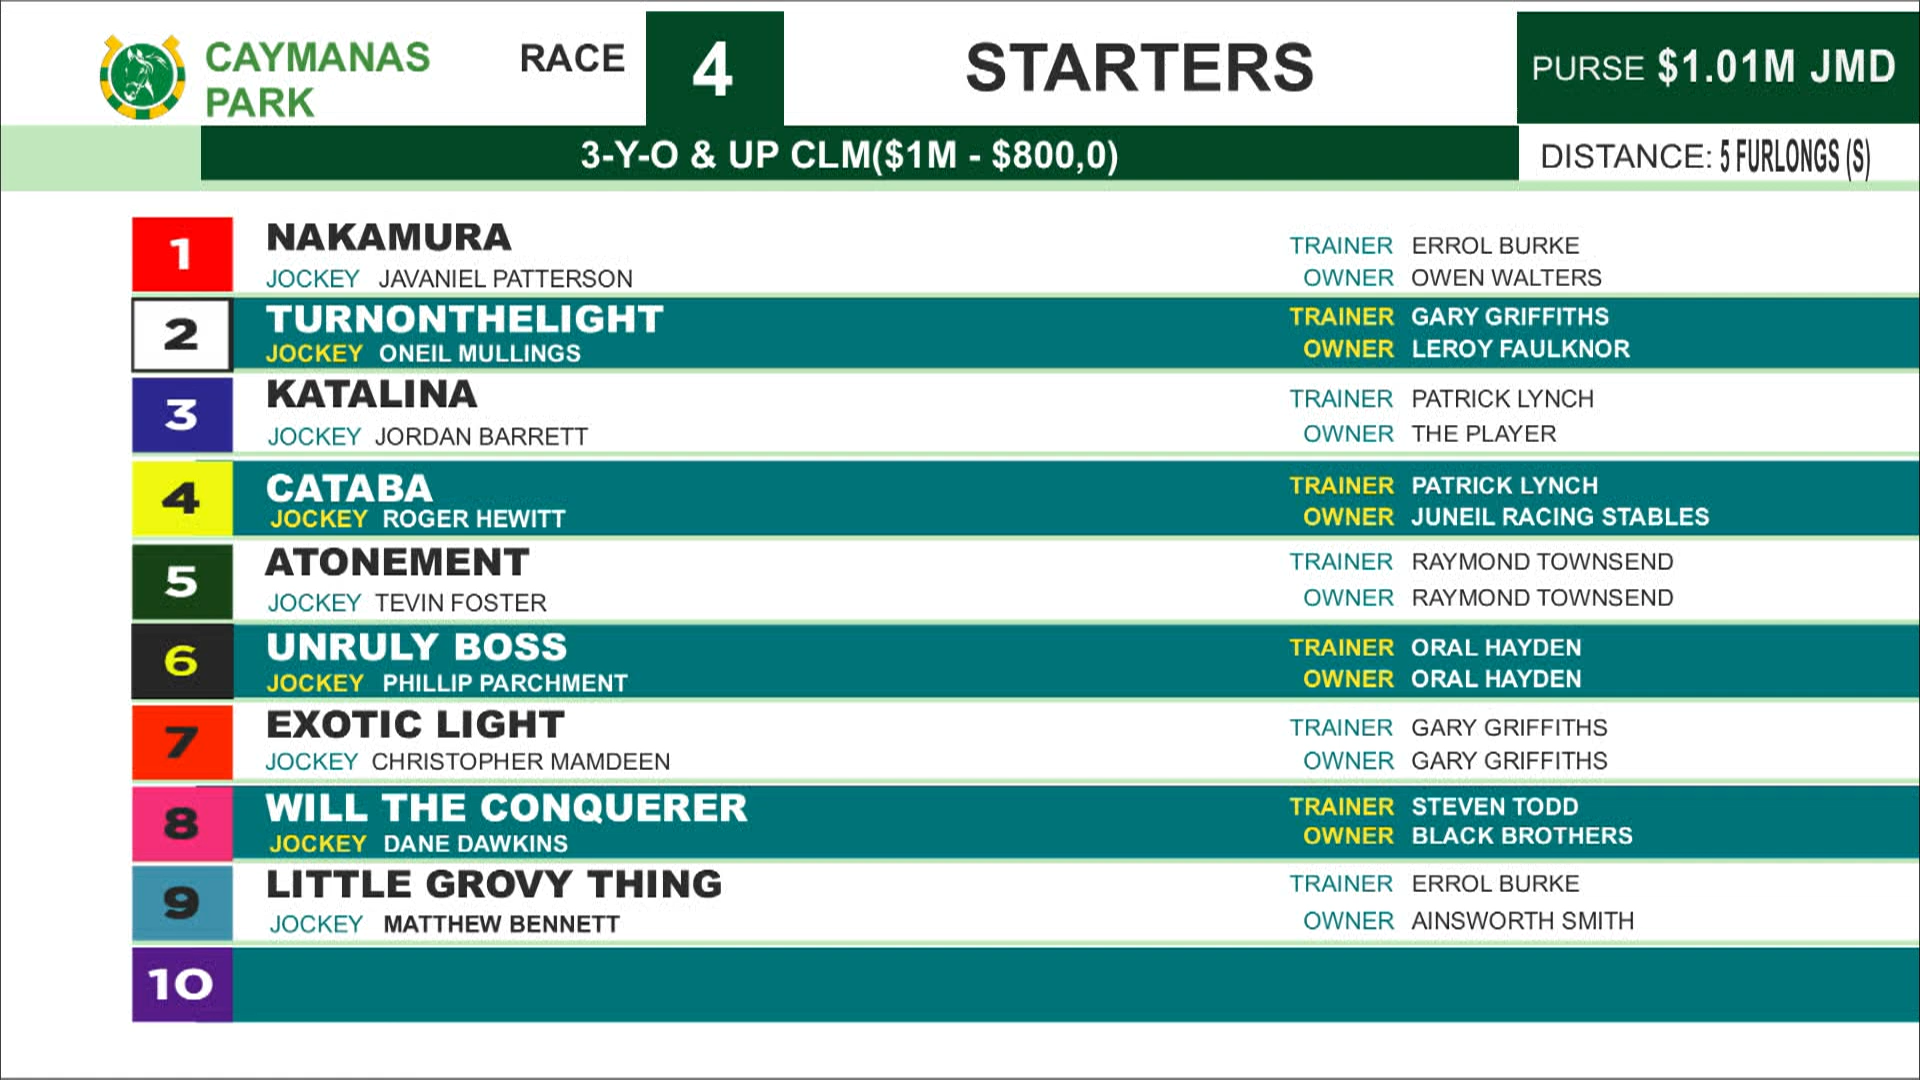 CAYMANAS
PARK
RACE 4
STARTERS
PURSE $1.01M JMD
3-Y-O & UP CLM($1M - $800,0)
DISTANCE: 5 FURLONGS (S)
1 NAKAMURA
JOCKEY JAVANIEL PATTERSON
TRAINER ERROL BURKE
OWNER OWEN WALTERS
2 TURNONTHELIGHT
JOCKEY ONEIL MULLINGS
TRAINER GARY GRIFFITHS
OWNER LEROY FAULKNOR
3 KATALINA
JOCKEY JORDAN BARRETT
TRAINER PATRICK LYNCH
OWNER THE PLAYER
4 CATABA
JOCKEY ROGER HEWITT
TRAINER PATRICK LYNCH
OWNER JUNEIL RACING STABLES
5 ATONEMENT
JOCKEY TEVIN FOSTER
TRAINER RAYMOND TOWNSEND
OWNER RAYMOND TOWNSEND
6 UNRULY BOSS
JOCKEY PHILLIP PARCHMENT
TRAINER ORAL HAYDEN
OWNER ORAL HAYDEN
7 EXOTIC LIGHT
JOCKEY CHRISTOPHER MAMDEEN
TRAINER GARY GRIFFITHS
OWNER GARY GRIFFITHS
8 WILL THE CONQUERER
JOCKEY DANE DAWKINS
TRAINER STEVEN TODD
OWNER BLACK BROTHERS
9 LITTLE GROVY THING
JOCKEY MATTHEW BENNETT
TRAINER ERROL BURKE
OWNER AINSWORTH SMITH
10